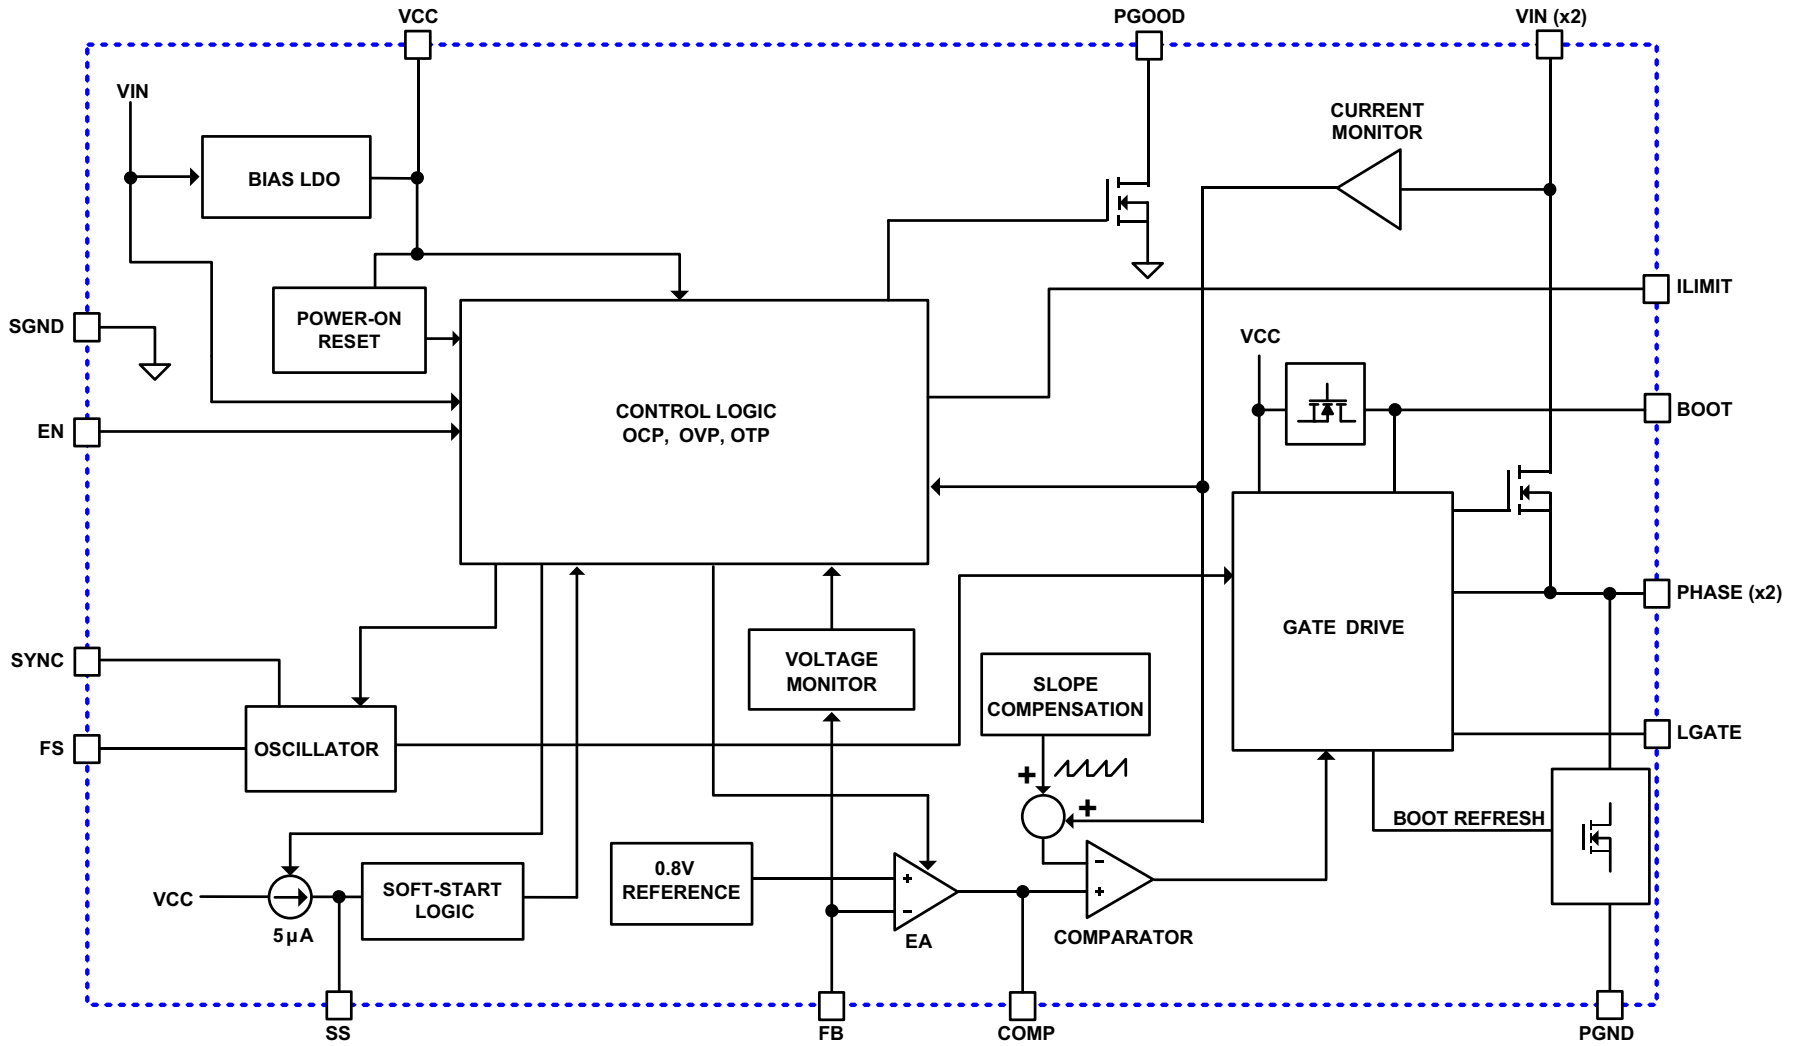 VCC
PGOOD
VIN (x2)
VIN
CURRENT
MONITOR
BIAS LDO
ILIMIT
SGND
POWER-ON
RESET
VCC
CONTROL LOGIC
OCP, OVP, OTP
BOOT
EN
PHASE (x2)
GATE DRIVE
SYNC
VOLTAGE
MONITOR
SLOPE
COMPENSATION
FS
OSCILLATOR
LGATE
+
+
BOOT REFRESH
0.8V
REFERENCE
+
−
EA
−
+
COMPARATOR
VCC
5µA
SOFT-START
LOGIC
SS
FB
COMP
PGND